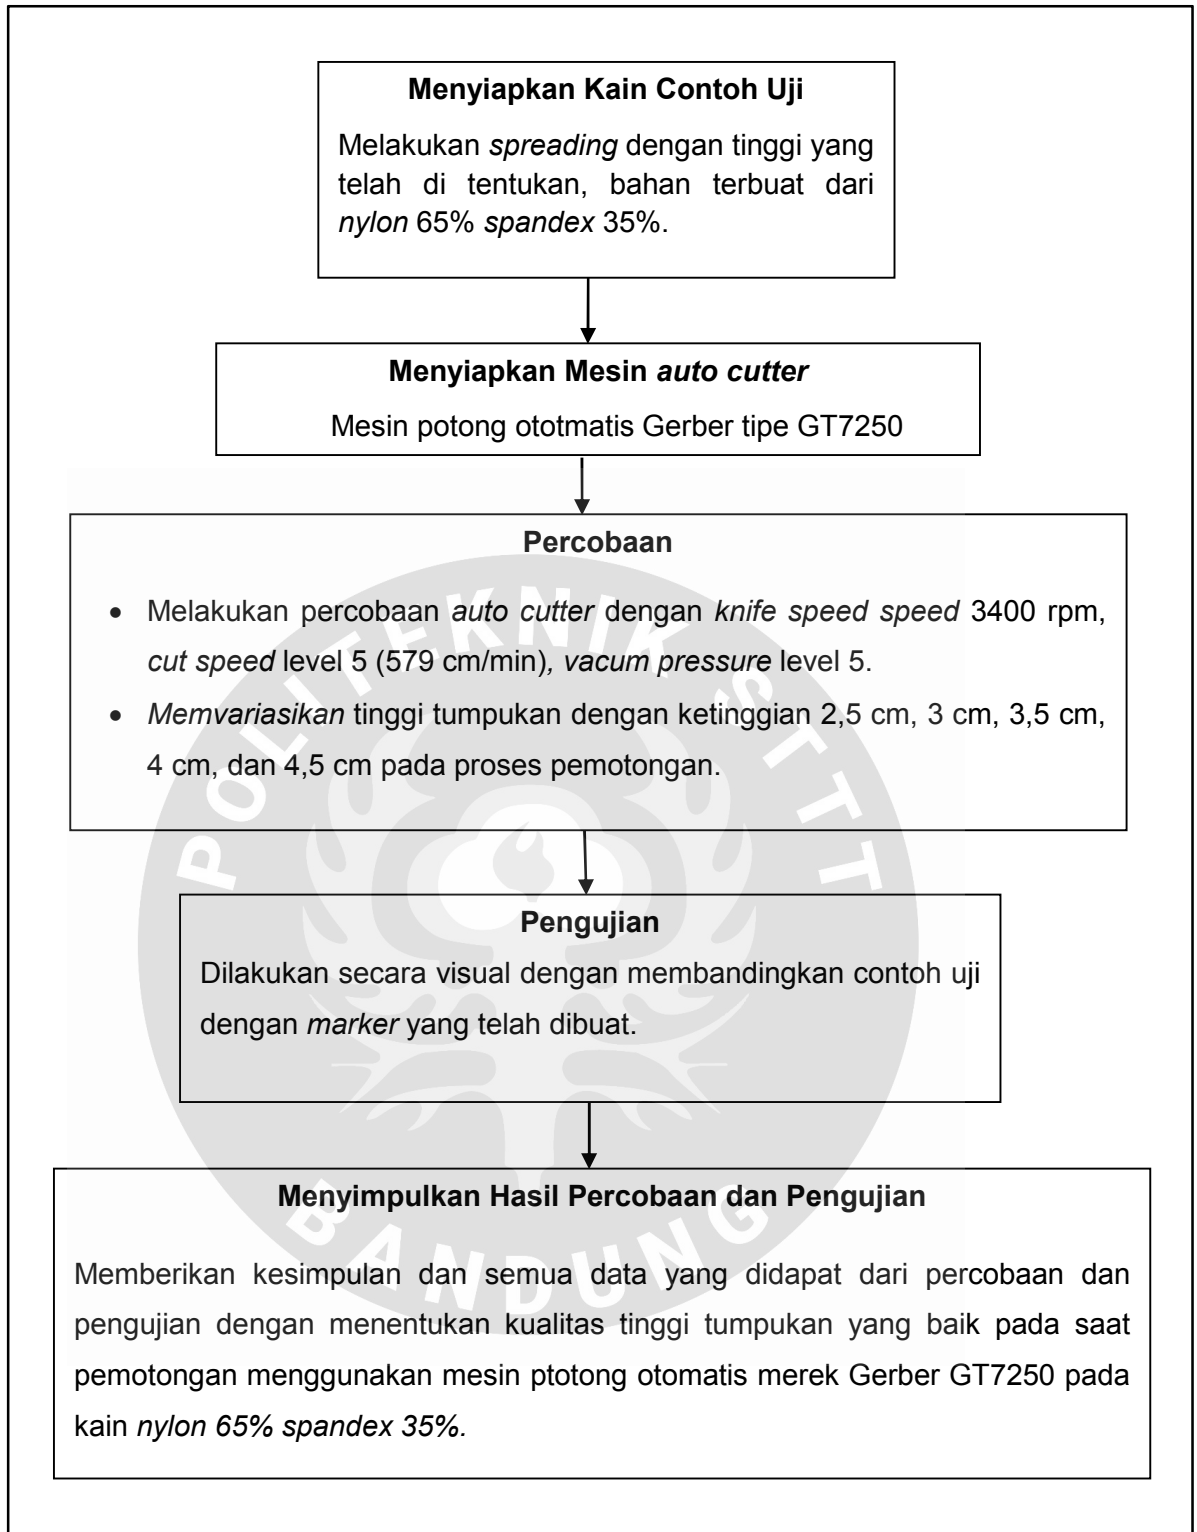 Menyiapkan Kain Contoh Uji
Melakukan spreading dengan tinggi yang
telah di tentukan, bahan terbuat dari
nylon 65% spandex 35%.
Menyiapkan Mesin auto cutter
Mesin potong ototmatis Gerber tipe GT7250
Percobaan
• Melakukan percobaan auto cutter dengan knife speed speed 3400 rpm,
cut speed level 5 (579 cm/min), vacum pressure level 5.
• Memvariasikan tinggi tumpukan dengan ketinggian 2,5 cm, 3 cm, 3,5 cm,
4 cm, dan 4,5 cm pada proses pemotongan.
Pengujian
Dilakukan secara visual dengan membandingkan contoh uji
dengan marker yang telah dibuat.
Menyimpulkan Hasil Percobaan dan Pengujian
Memberikan kesimpulan dan semua data yang didapat dari percobaan dan
pengujian dengan menentukan kualitas tinggi tumpukan yang baik pada saat
pemotongan menggunakan mesin ptotong otomatis merek Gerber GT7250 pada
kain nylon 65% spandex 35%.
POLITEKNIK STTT
BANDUNG